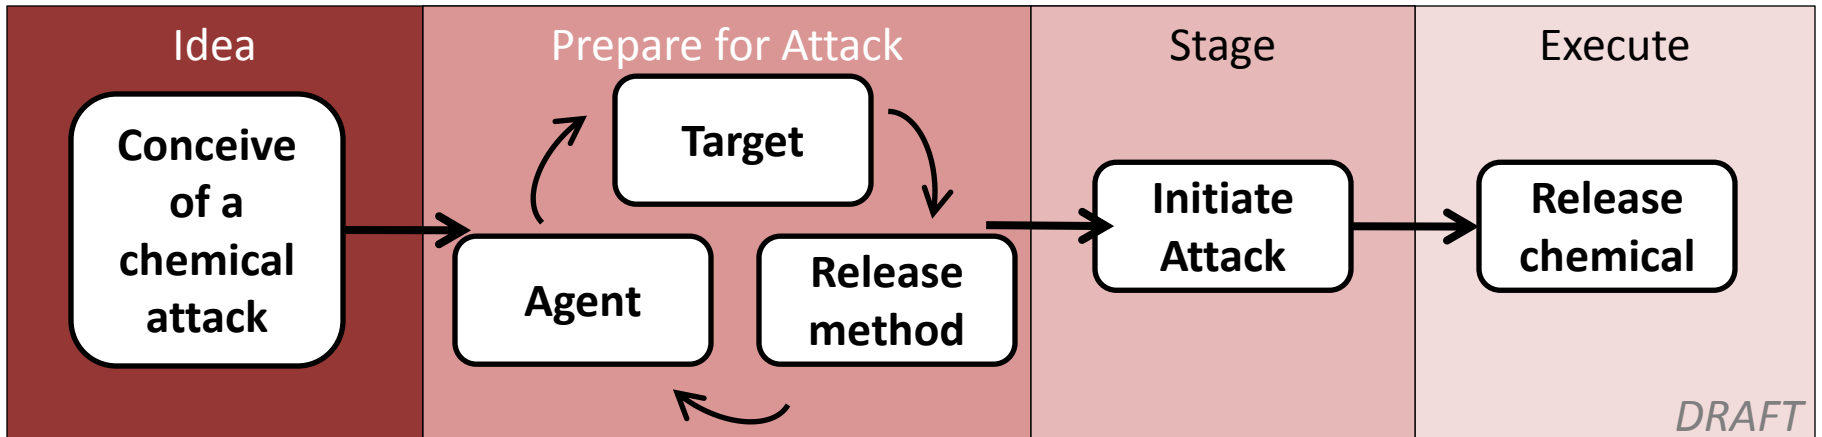 Idea
Conceive
of a
chemical
attack
Prepare for Attack
Target
Agent
Release
method
Stage
Initiate
Attack
Execute
Release
chemical
DRAFT